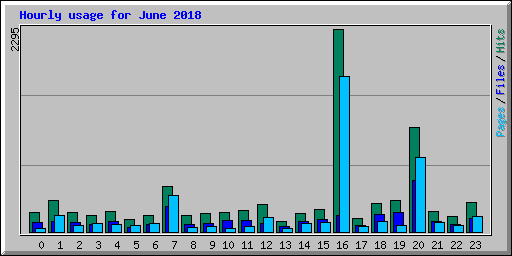 Hourly usage for June 2018
2295
Pages/Files/Hits
0 1 2 3 4 5 6 7 8 9 10 11 12 13 14 15 16 17 18 19 20 21 22 23